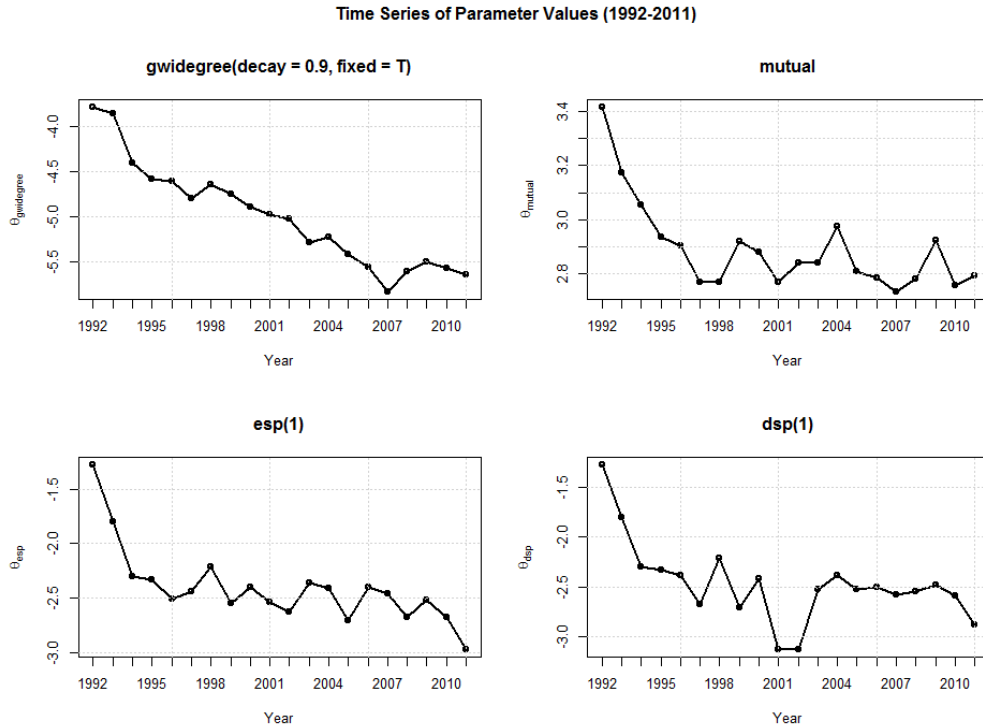 Time Series of Parameter Values (1992-2011)
gwidegree(decay = 0.9, fixed = T)
θgwidegree
-4.0
-4.5
-5.0
-5.5
1992 1995 1998 2001 2004 2007 2010
Year
mutual
θmutual
3.4
3.2
3.0
2.8
1992 1995 1998 2001 2004 2007 2010
Year
esp(1)
θesp
-1.5
-2.0
-2.5
-3.0
1992 1995 1998 2001 2004 2007 2010
Year
dsp(1)
θdsp
-1.5
-2.0
-2.5
-3.0
1992 1995 1998 2001 2004 2007 2010
Year